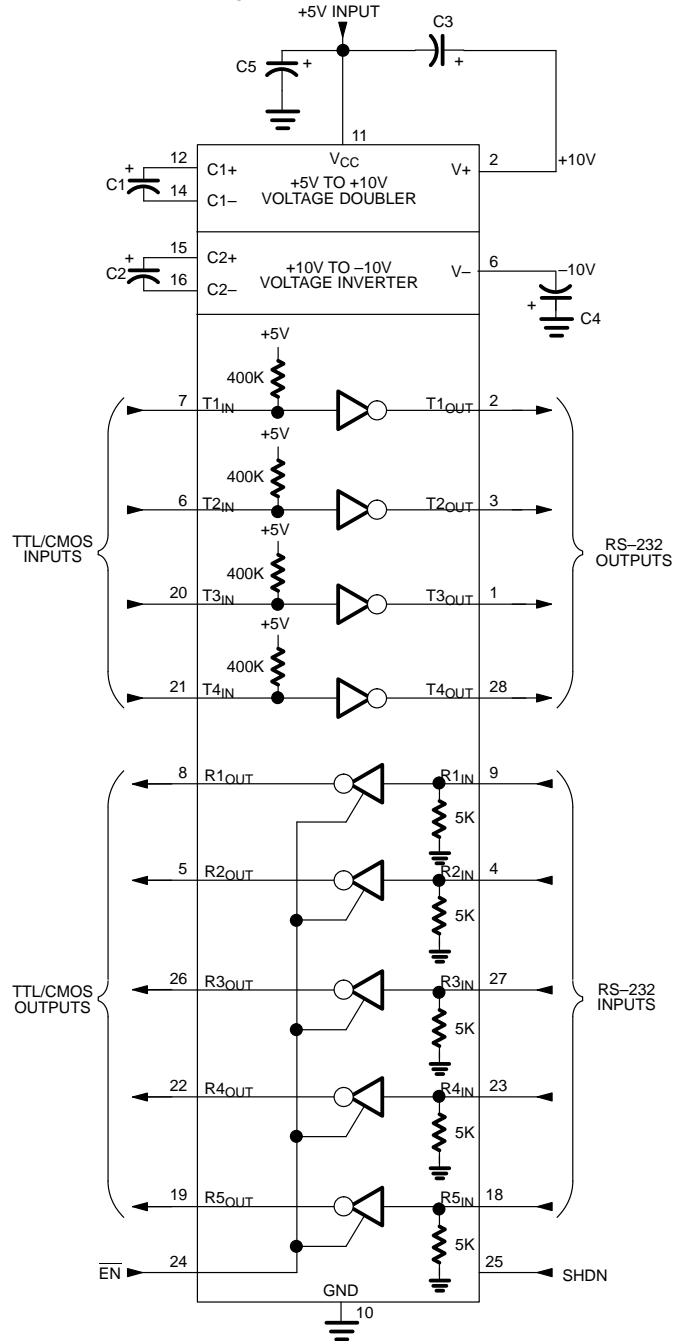 +5V INPUT
C3
C5 + +
11
12 VCC 2 +10V
+ C1+ V+
C1 +5V TO +10V
14 C1– VOLTAGE DOUBLER
15
+ C2+ 6 –10V
C2 +10V TO –10V V–
16 C2– VOLTAGE INVERTER
+ C4
+5V
400K
7 T1IN T1OUT 2
+5V
400K
6 T2IN T2OUT 3
TTL/CMOS INPUTS
RS–232 OUTPUTS
+5V
400K
20 T3IN T3OUT 1
+5V
400K
21 T4IN T4OUT 28
8 R1OUT R1IN 9
5K
5 R2OUT R2IN 4
5K
26 R3OUT R3IN 27
TTL/CMOS OUTPUTS
RS–232 INPUTS
5K
22 R4OUT R4IN 23
5K
19 R5OUT R5IN 18
5K
EN 24 25 SHDN
GND
10